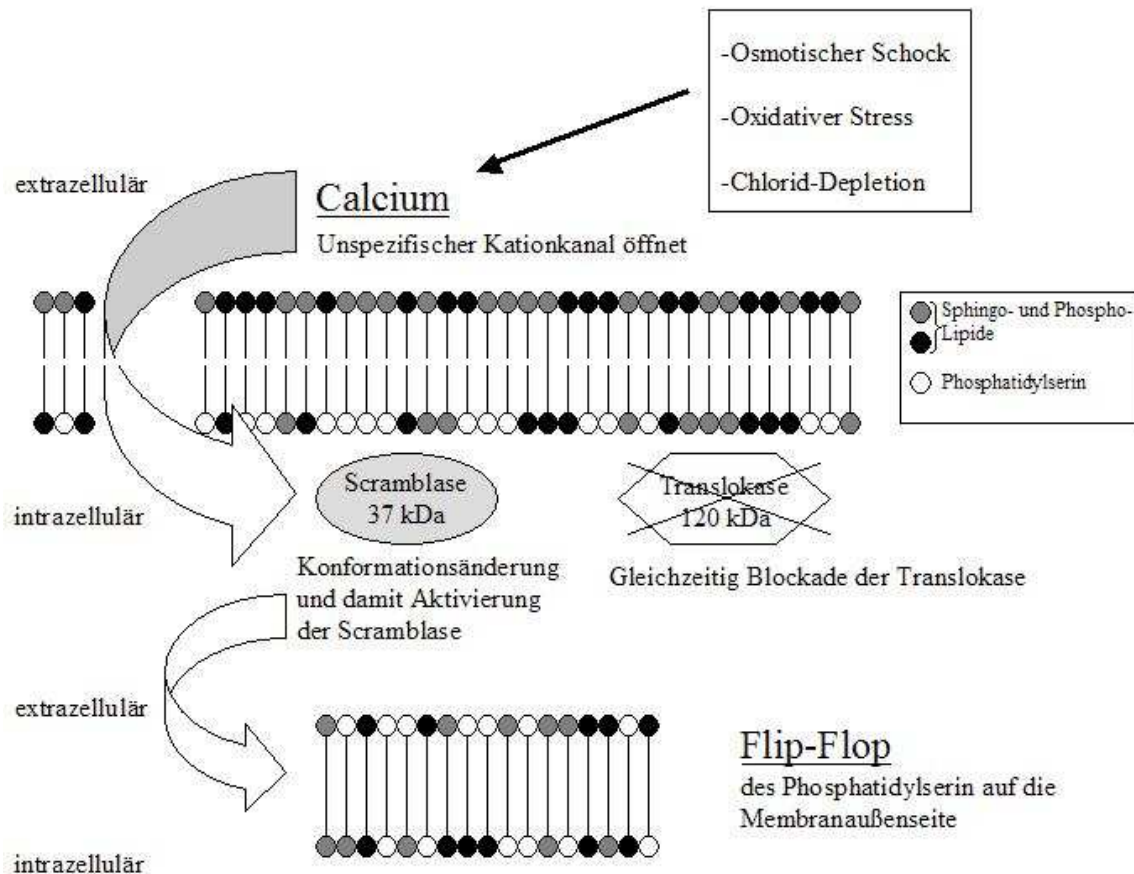 -Osmotischer Schock
-Oxidativer Stress
-Chlorid-Depletion
extrazellulär
Calcium
Unspezifischer Kationkanal öffnet
Sphingo- und Phospho-
Lipide
Phosphatidylserin
intrazellulär
Scramblase
37 kDa
Translokase
120 kDa
Konformationsänderung
und damit Aktivierung
der Scramblase
Gleichzeitig Blockade der Translokase
extrazellulär
Flip-Flop
des Phosphatidylserin auf die
Membranaußenseite
intrazellulär